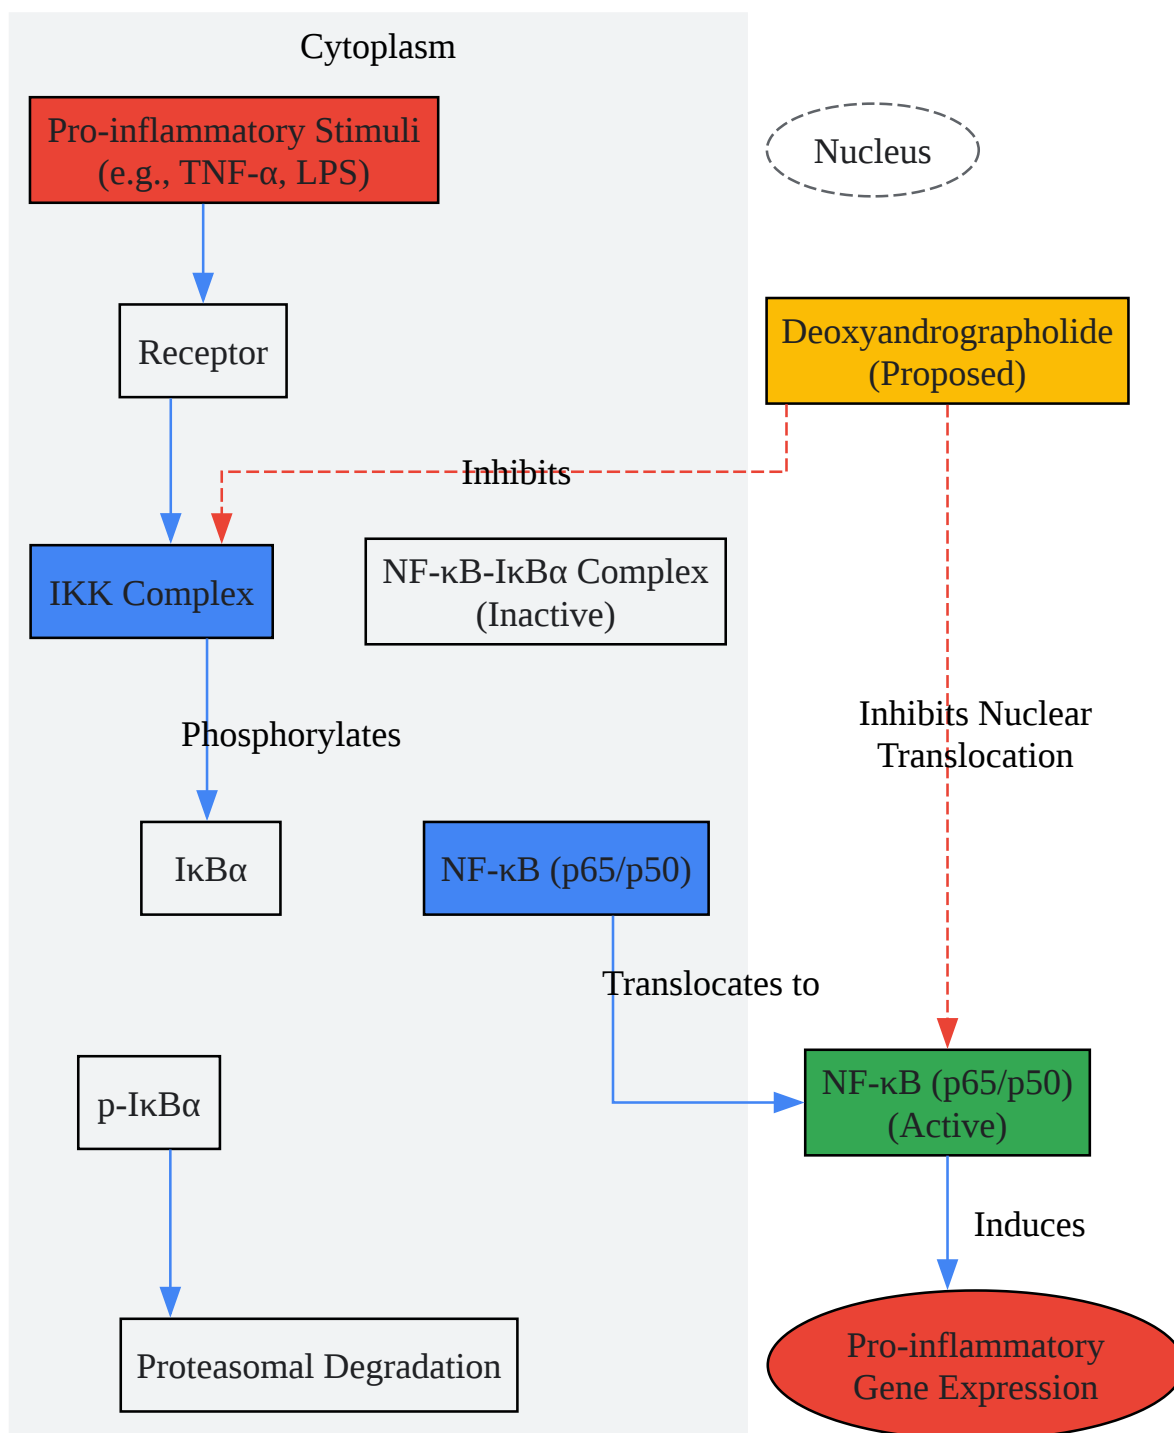 Cytoplasm
Pro-inflammatory Stimuli
(e.g., TNF-α, LPS)
Nucleus
Receptor
Deoxyandrographolide
(Proposed)
Inhibits
IKK Complex
NF-κB-IκBα Complex
(Inactive)
Phosphorylates
Inhibits Nuclear
Translocation
IκBα
NF-κB (p65/p50)
Translocates to
p-IκBα
NF-κB (p65/p50)
(Active)
Induces
Proteasomal Degradation
Pro-inflammatory
Gene Expression